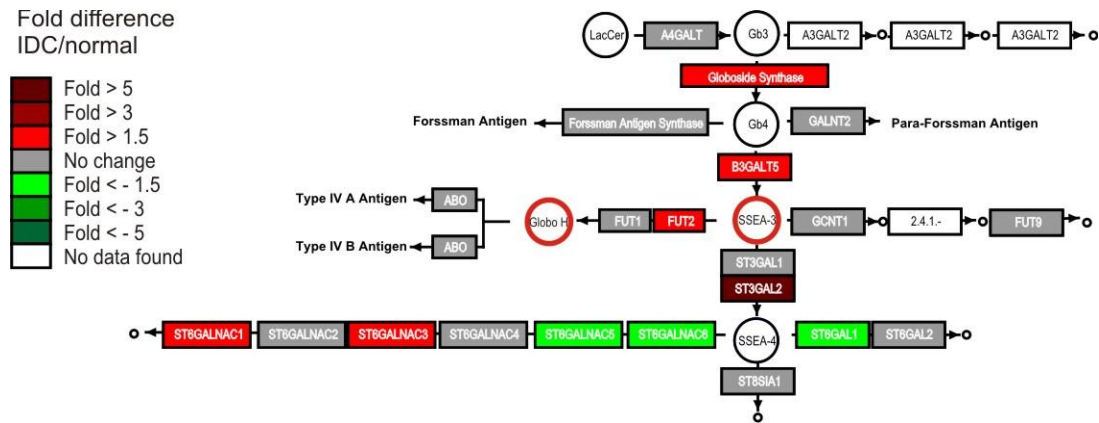 Fold difference
IDC/normal
Fold > 5
Fold > 3
Fold > 1.5
No change
Fold < - 1.5
Fold < - 3
Fold < - 5
No data found
LacCer A4GALT Gb3 A3GALT2 A3GALT2 A3GALT2
Globoside Synthase
Forssman Antigen Forssman Antigen Synthase Gb4 GALNT2 Para-Forssman Antigen
B3GALT5
Type IV A Antigen ABO
Globo H FUT1 FUT2 SSEA-3 GCNT1 2.4.1.- FUT9
Type IV B Antigen ABO
ST3GAL1
ST3GAL2
ST6GALNAC1 ST6GALNAC2 ST6GALNAC3 ST6GALNAC4 ST6GALNAC5 ST6GALNAC6 SSEA-4 ST6GAL1 ST6GAL2
ST8SIA1